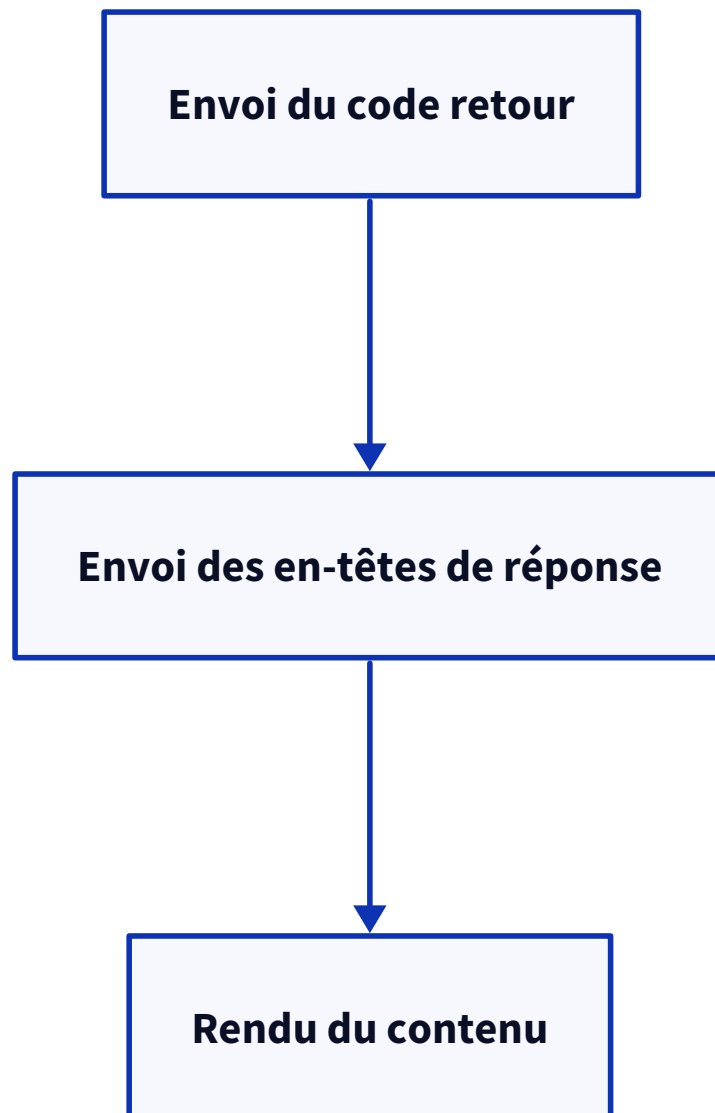 Envoi du code retour
Envoi des en-têtes de réponse
Rendu du contenu